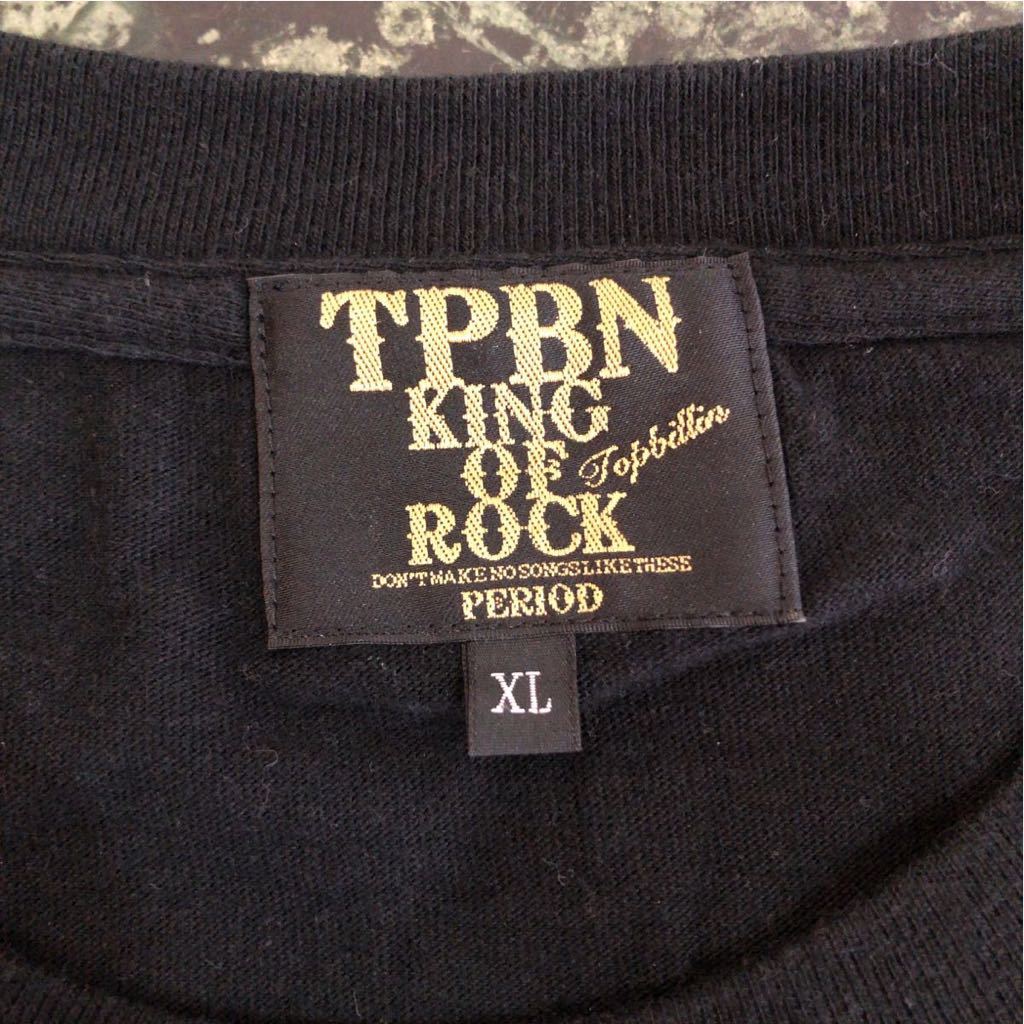 TPBN
KING
OF Topbillin
ROCK
DON'T MAKE NO SONGS LIKE THESE
PERIOD
XL